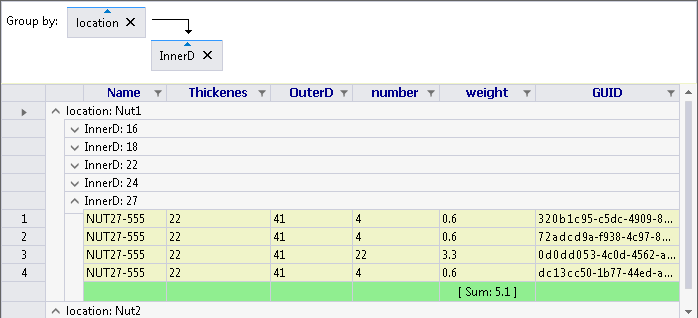 Group by: location ×
InnerD ×
Name Thickenes OuterD number weight GUID
location: Nut1
InnerD: 16
InnerD: 18
InnerD: 22
InnerD: 24
InnerD: 27
1 NUT27-555 22 41 4 0.6 320b1c95-c5dc-4909-8...
2 NUT27-555 22 41 4 0.6 72adcd9a-f938-4c97-8...
3 NUT27-555 22 41 22 3.3 0d0dd053-4c0d-4562-a...
4 NUT27-555 22 41 4 0.6 dc13cc50-1b77-44ed-a...
[ Sum: 5.1 ]
location: Nut2